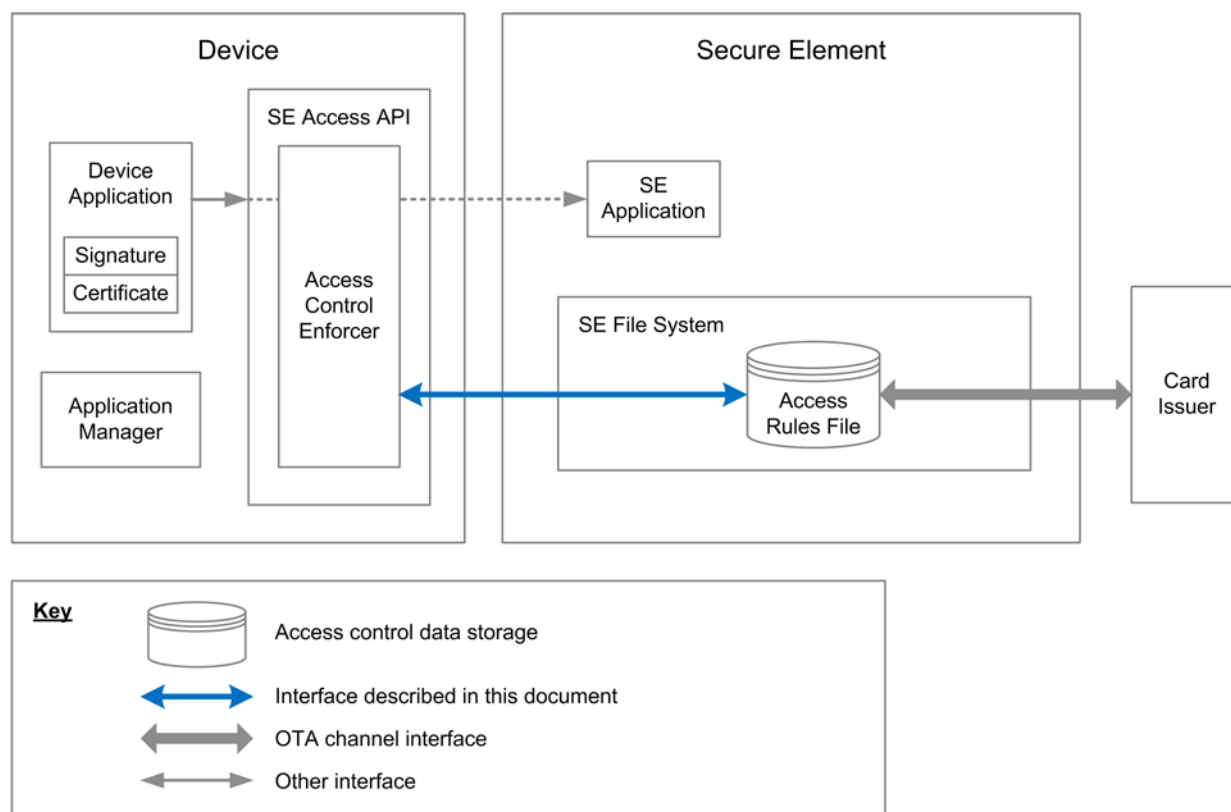 Device
Secure Element
SE Access API
Device
Application
Signature
Certificate
Access
Control
Enforcer
Application
Manager
SE
Application
SE File System
Access
Rules File
Card
Issuer
Key
Access control data storage
Interface described in this document
OTA channel interface
Other interface